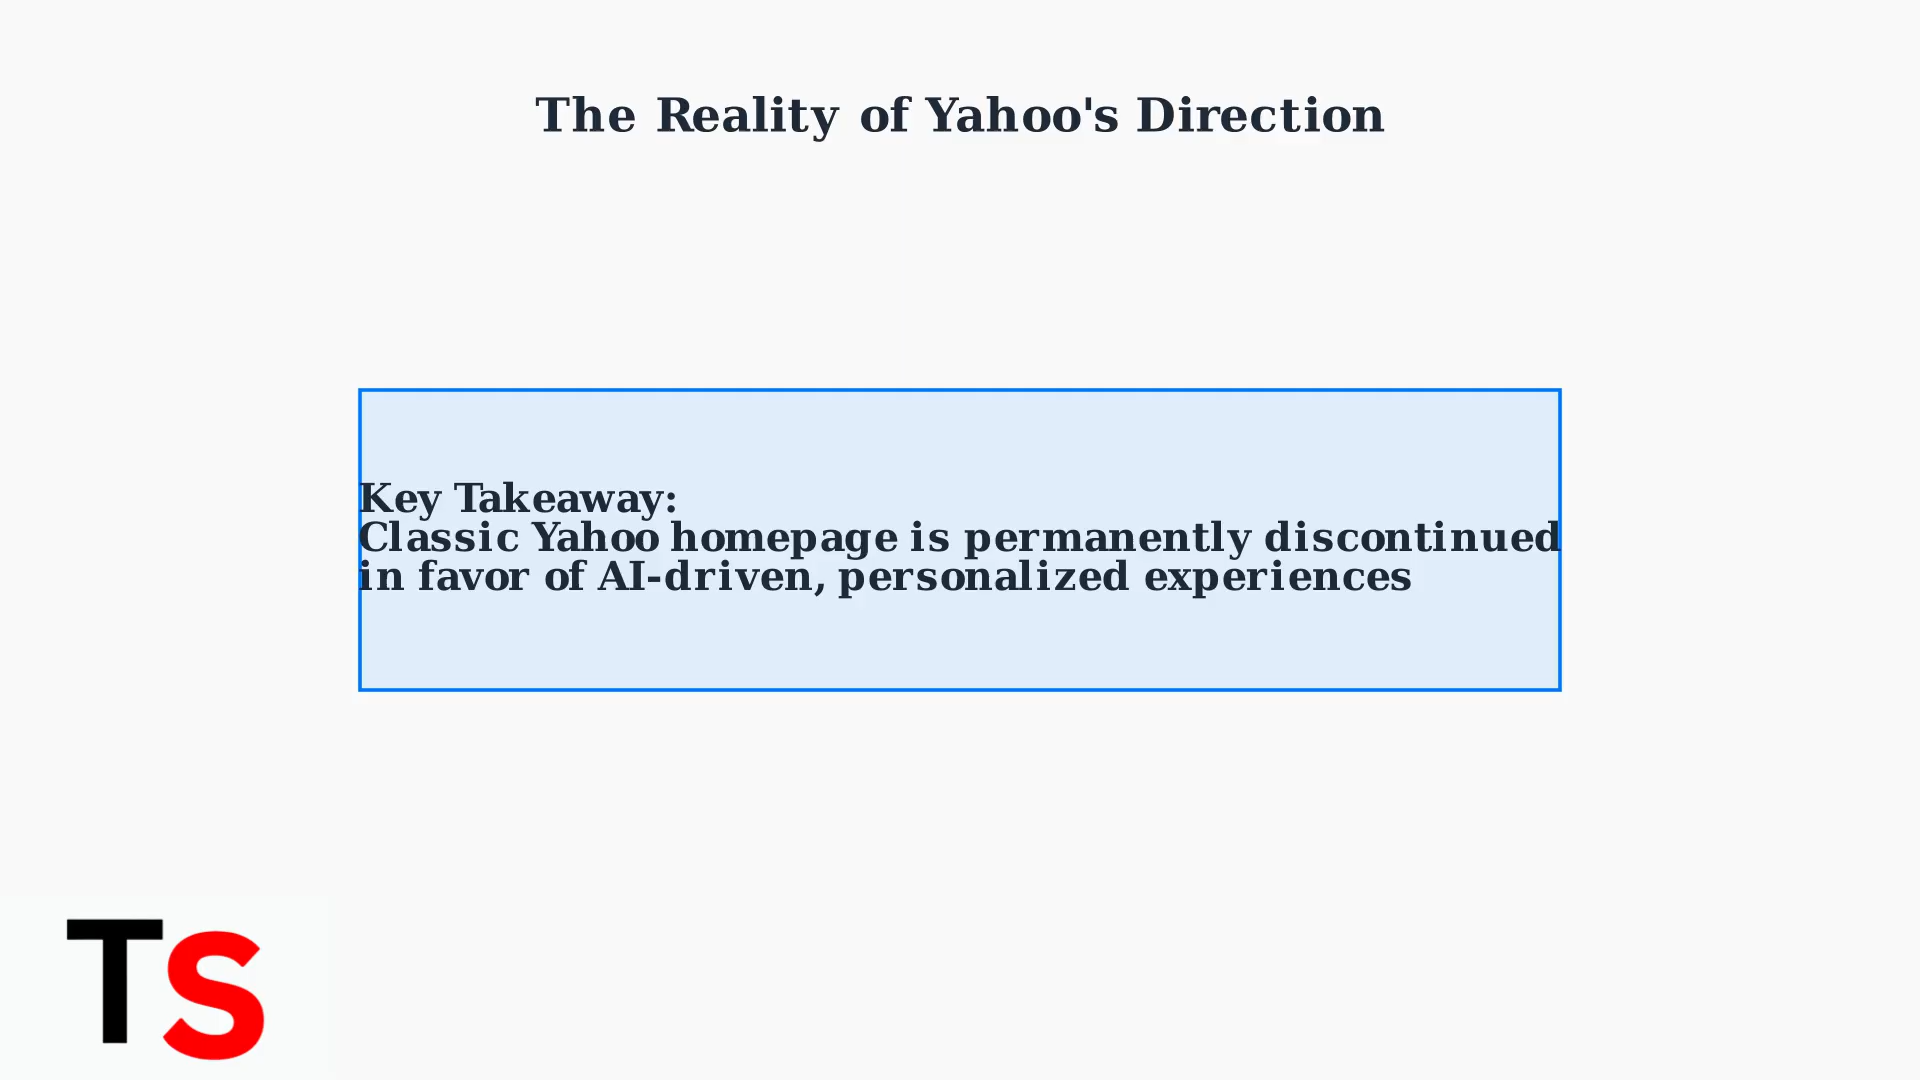 The Reality of Yahoo's Direction
Key Takeaway:
Classic Yahoo homepage is permanently discontinued
in favor of AI-driven, personalized experiences
TS